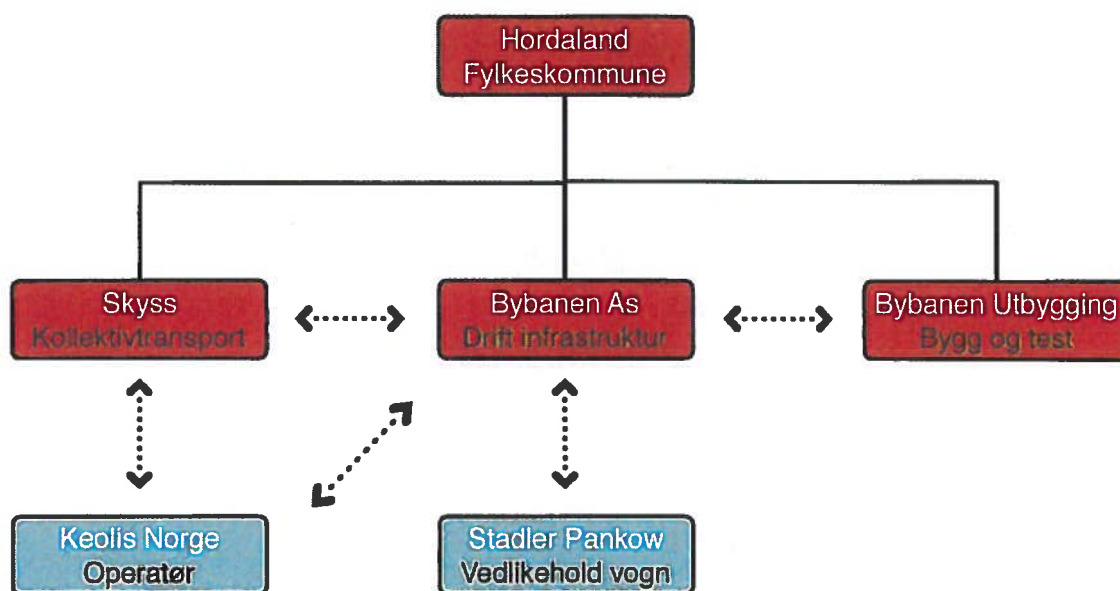 Hordaland
Fylkeskommune
Skyss
Kollektivtransport
Bybanen As
Drift infrastruktur
Bybanen Utbygging
Bygg og test
Keolis Norge
Operatør
Stadler Pankow
Vedlikehold vogn